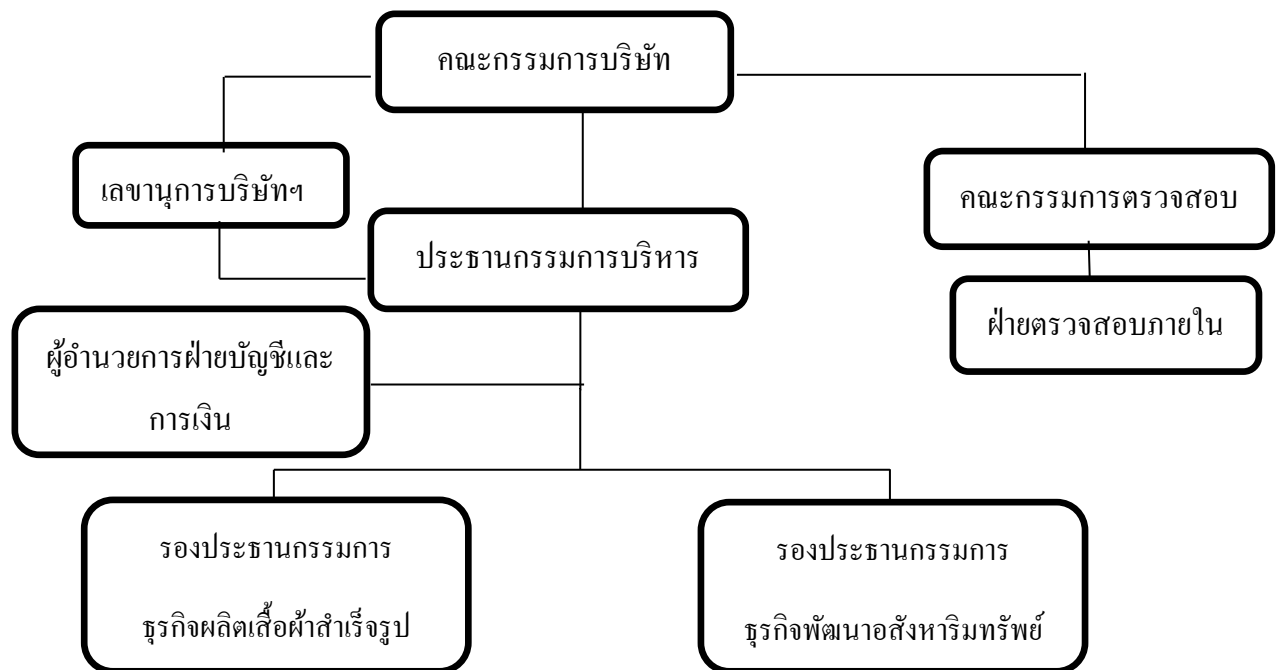 คณะกรรมการบริษัท
เลขานุการบริษัทฯ
คณะกรรมการตรวจสอบ
ประธานกรรมการบริหาร
ฝ่ายตรวจสอบภายใน
ผู้อำนวยการฝ่ายบัญชีและ
การเงิน
รองประธานกรรมการ
ธุรกิจผลิตเสื้อผ้าสำเร็จรูป
รองประธานกรรมการ
ธุรกิจพัฒนาอสังหาริมทรัพย์